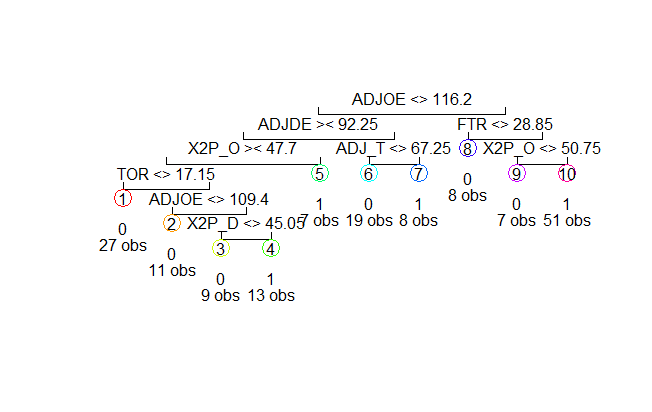 ADJOE <> 116.2
ADJDE >< 92.25
FTR <> 28.85
X2P_O >< 47.7
ADJ_T <> 67.25
8
X2P_O <> 50.75
TOR <> 17.15
5
6
7
0
8 obs
9
10
1
ADJOE <> 109.4
1
7 obs
0
19 obs
1
8 obs
0
7 obs
1
51 obs
0
27 obs
2
X2P_D <> 45.05
0
11 obs
3
4
0
9 obs
1
13 obs